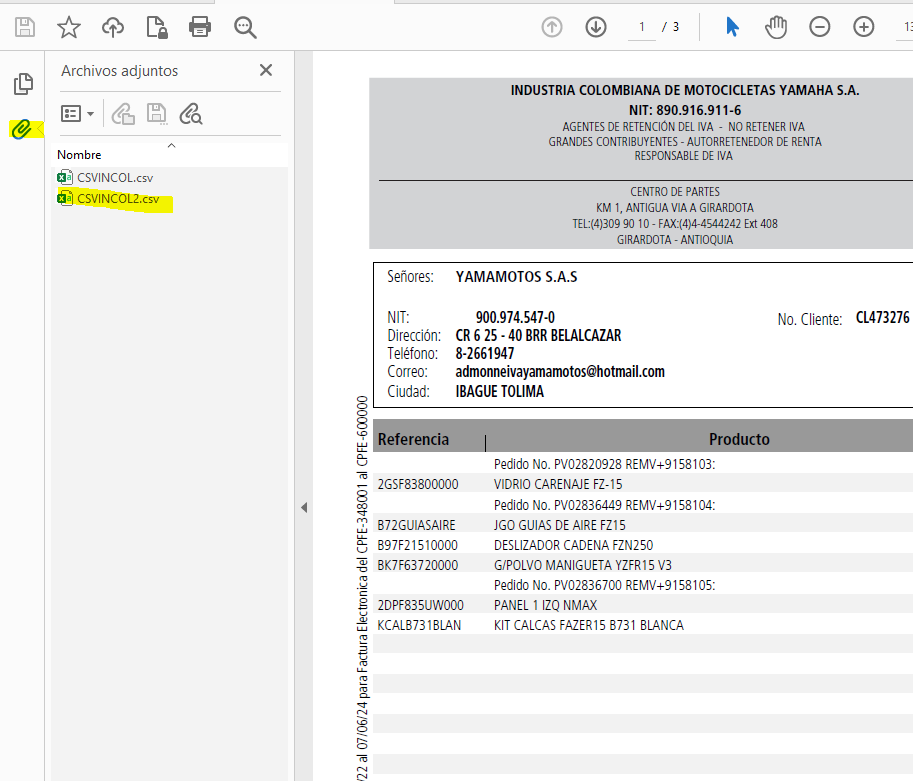 1 / 3
Archivos adjuntos
Nombre
CSVINCOL.csv
CSVINCOL2.csv
INDUSTRIA COLOMBIANA DE MOTOCICLETAS YAMAHA S.A.
NIT: 890.916.911-6
AGENTES DE RETENCIÓN DEL IVA - NO RETENER IVA
GRANDES CONTRIBUYENTES - AUTORRETENEDOR DE RENTA
RESPONSABLE DE IVA
CENTRO DE PARTES
KM 1, ANTIGUA VIA A GIRARDOTA
TEL:(4)309 90 10 - FAX:(4)4-4544242 Ext 408
GIRARDOTA - ANTIOQUIA
Señores: YAMAMOTOS S.A.S
NIT: 900.974.547-0
No. Cliente: CL473276
Dirección: CR 6 25 - 40 BRR BELALCAZAR
Teléfono: 8-2661947
Correo: admonneivayamamotos@hotmail.com
Ciudad: IBAGUE TOLIMA
Referencia Producto
Pedido No. PV02820928 REMV+9158103:
2GSF83800000 VIDRIO CARENAJE FZ-15
Pedido No. PV02836449 REMV+9158104:
B72GUIASAIRE JGO GUIAS DE AIRE FZ15
B97F21510000 DESLIZADOR CADENA FZN250
BK7F63720000 G/POLVO MANIGUETA YZFR15 V3
Pedido No. PV02836700 REMV+9158105:
2DPF835UW000 PANEL 1 IZQ NMAX
KCALB731BLAN KIT CALCAS FAZER15 B731 BLANCA
/22 al 07/06/24 para Factura Electronica del CPFE-348001 al CPFE-600000